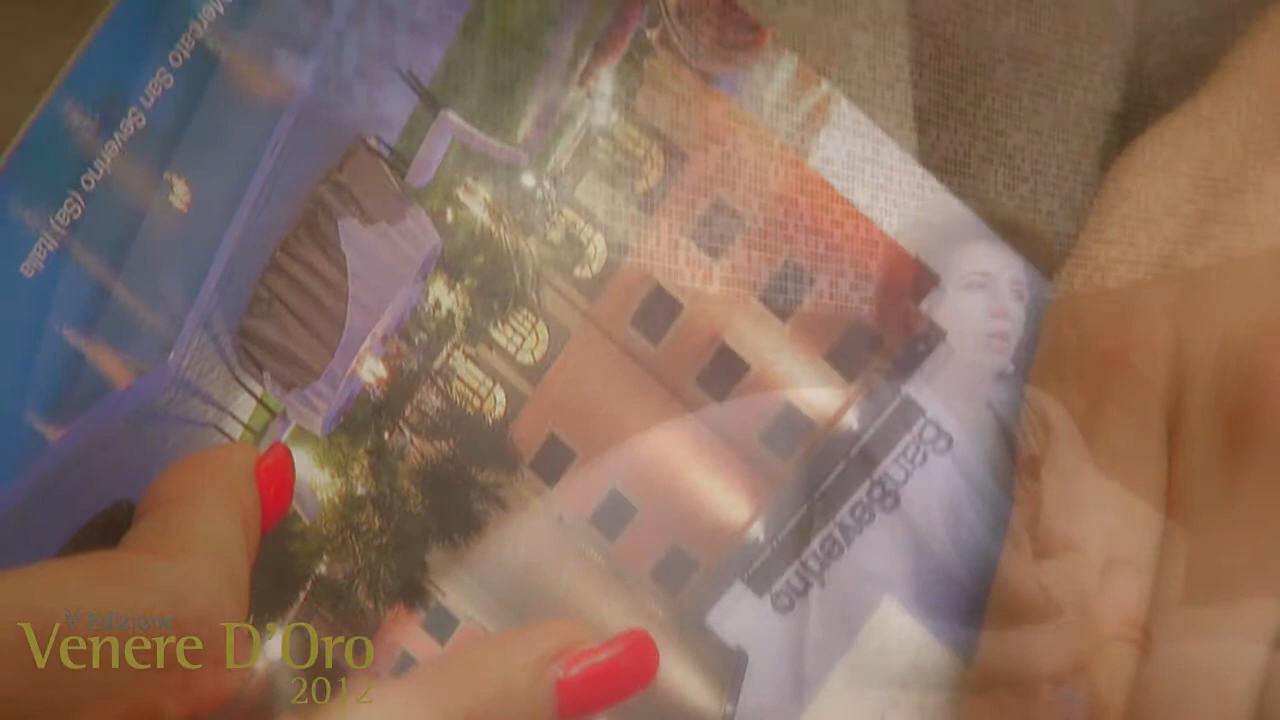 Mercato San Severino (Sa) Italia
SanSeverino
V Edizione
Venere D'Oro
2012